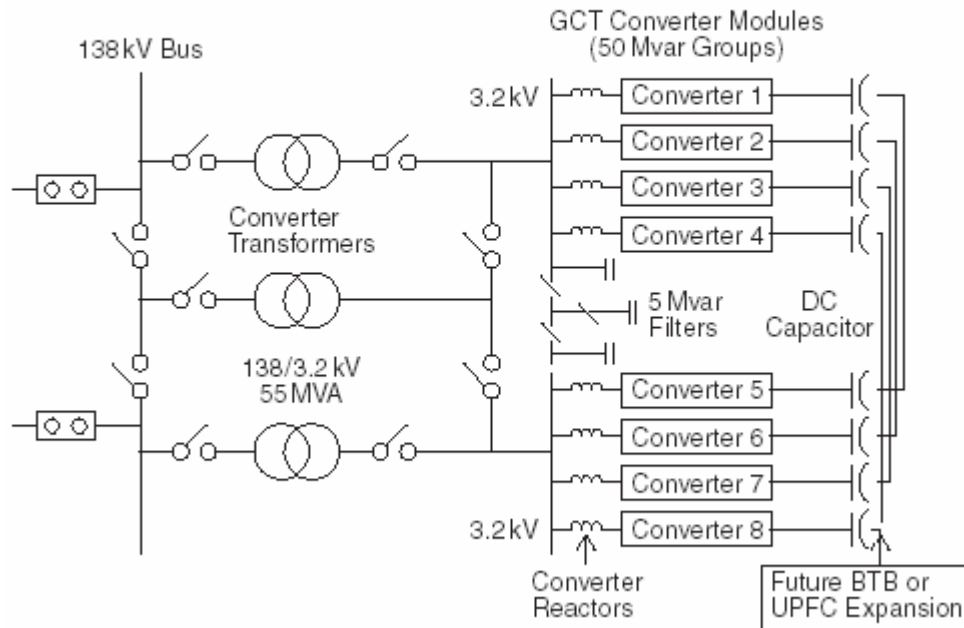 GCT Converter Modules
(50 Mvar Groups)
138 kV Bus
3.2 kV
Converter 1
Converter 2
Converter 3
Converter 4
Converter
Transformers
5 Mvar
Filters
DC
Capacitor
138/3.2 kV
55 MVA
Converter 5
Converter 6
Converter 7
3.2 kV
Converter 8
Converter
Reactors
Future BTB or
UPFC Expansion